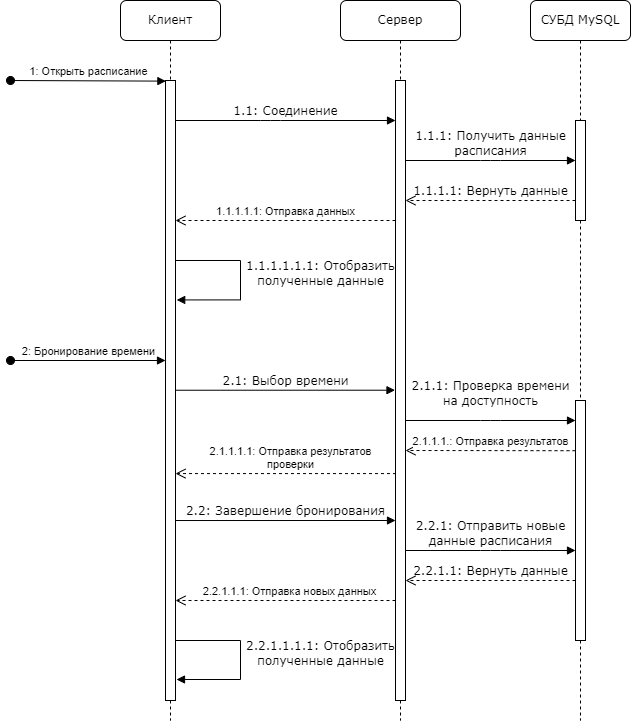 Клиент
Сервер
СУБД MySQL
1: Открыть расписание
1.1: Соединение
1.1.1: Получить данные
расписания
1.1.1.1: Вернуть данные
1.1.1.1.1: Отправка данных
1.1.1.1.1.1: Отобразить
полученные данные
2: Бронирование времени
2.1: Выбор времени
2.1.1: Проверка времени
на доступность
2.1.1.1.: Отправка результатов
2.1.1.1.1: Отправка результатов
проверки
2.2: Завершение бронирования
2.2.1: Отправить новые
данные расписания
2.2.1.1: Вернуть данные
2.2.1.1.1: Отправка новых данных
2.2.1.1.1.1: Отобразить
полученные данные